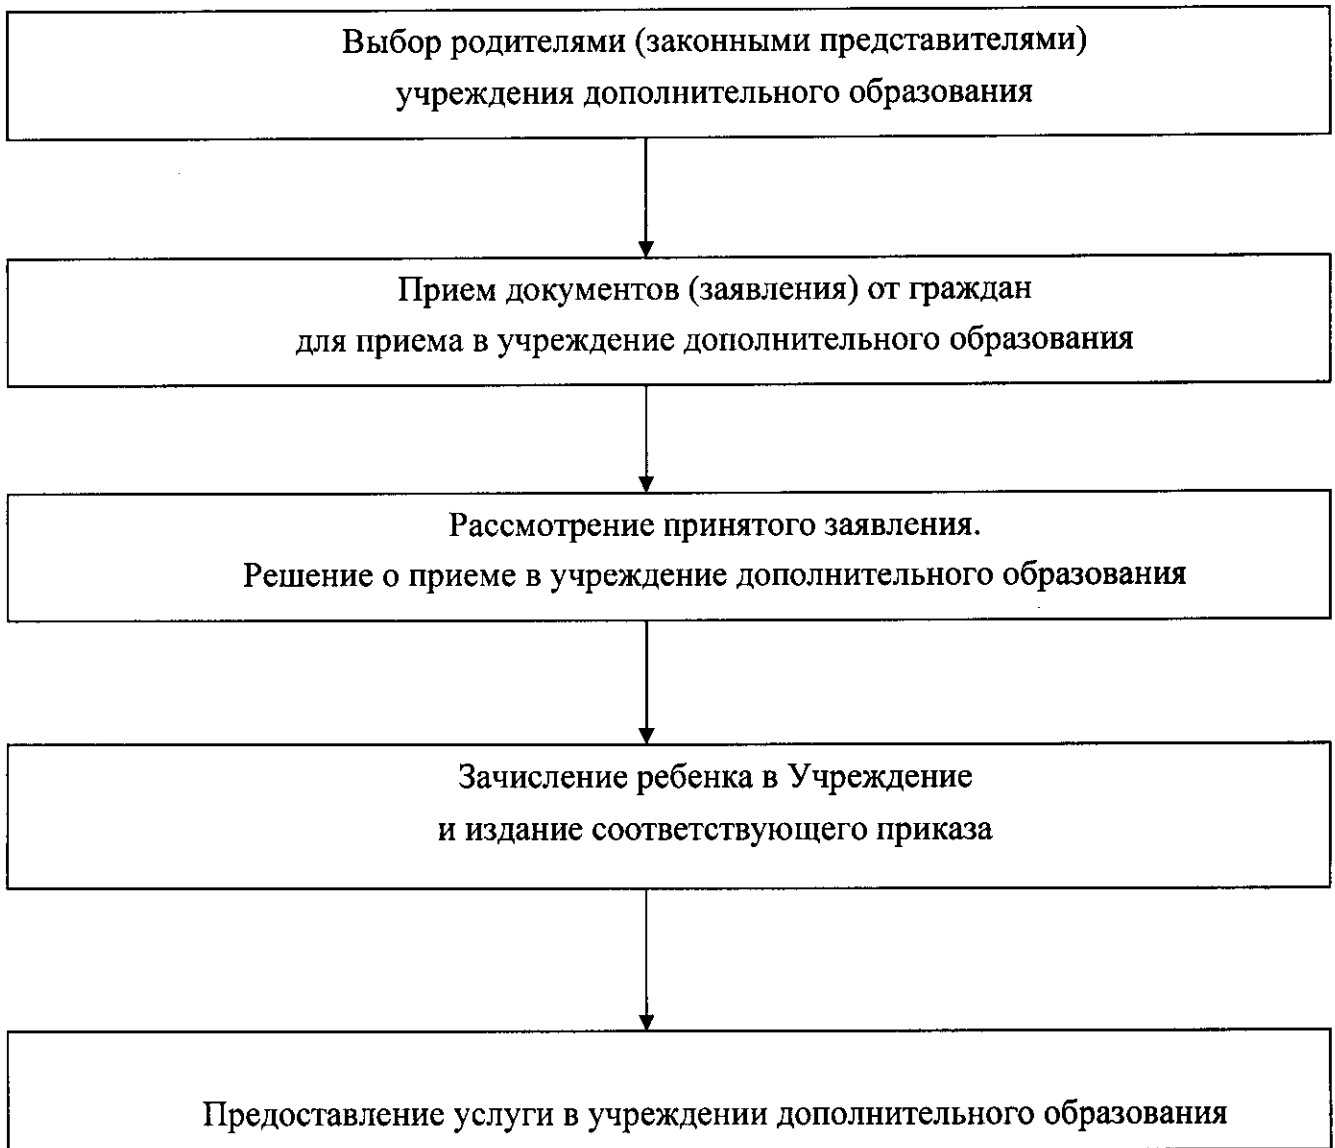 Выбор родителями (законными представителями)
учреждения дополнительного образования
Прием документов (заявления) от граждан
для приема в учреждение дополнительного образования
Рассмотрение принятого заявления.
Решение о приеме в учреждение дополнительного образования
Зачисление ребенка в Учреждение
и издание соответствующего приказа
Предоставление услуги в учреждении дополнительного образования